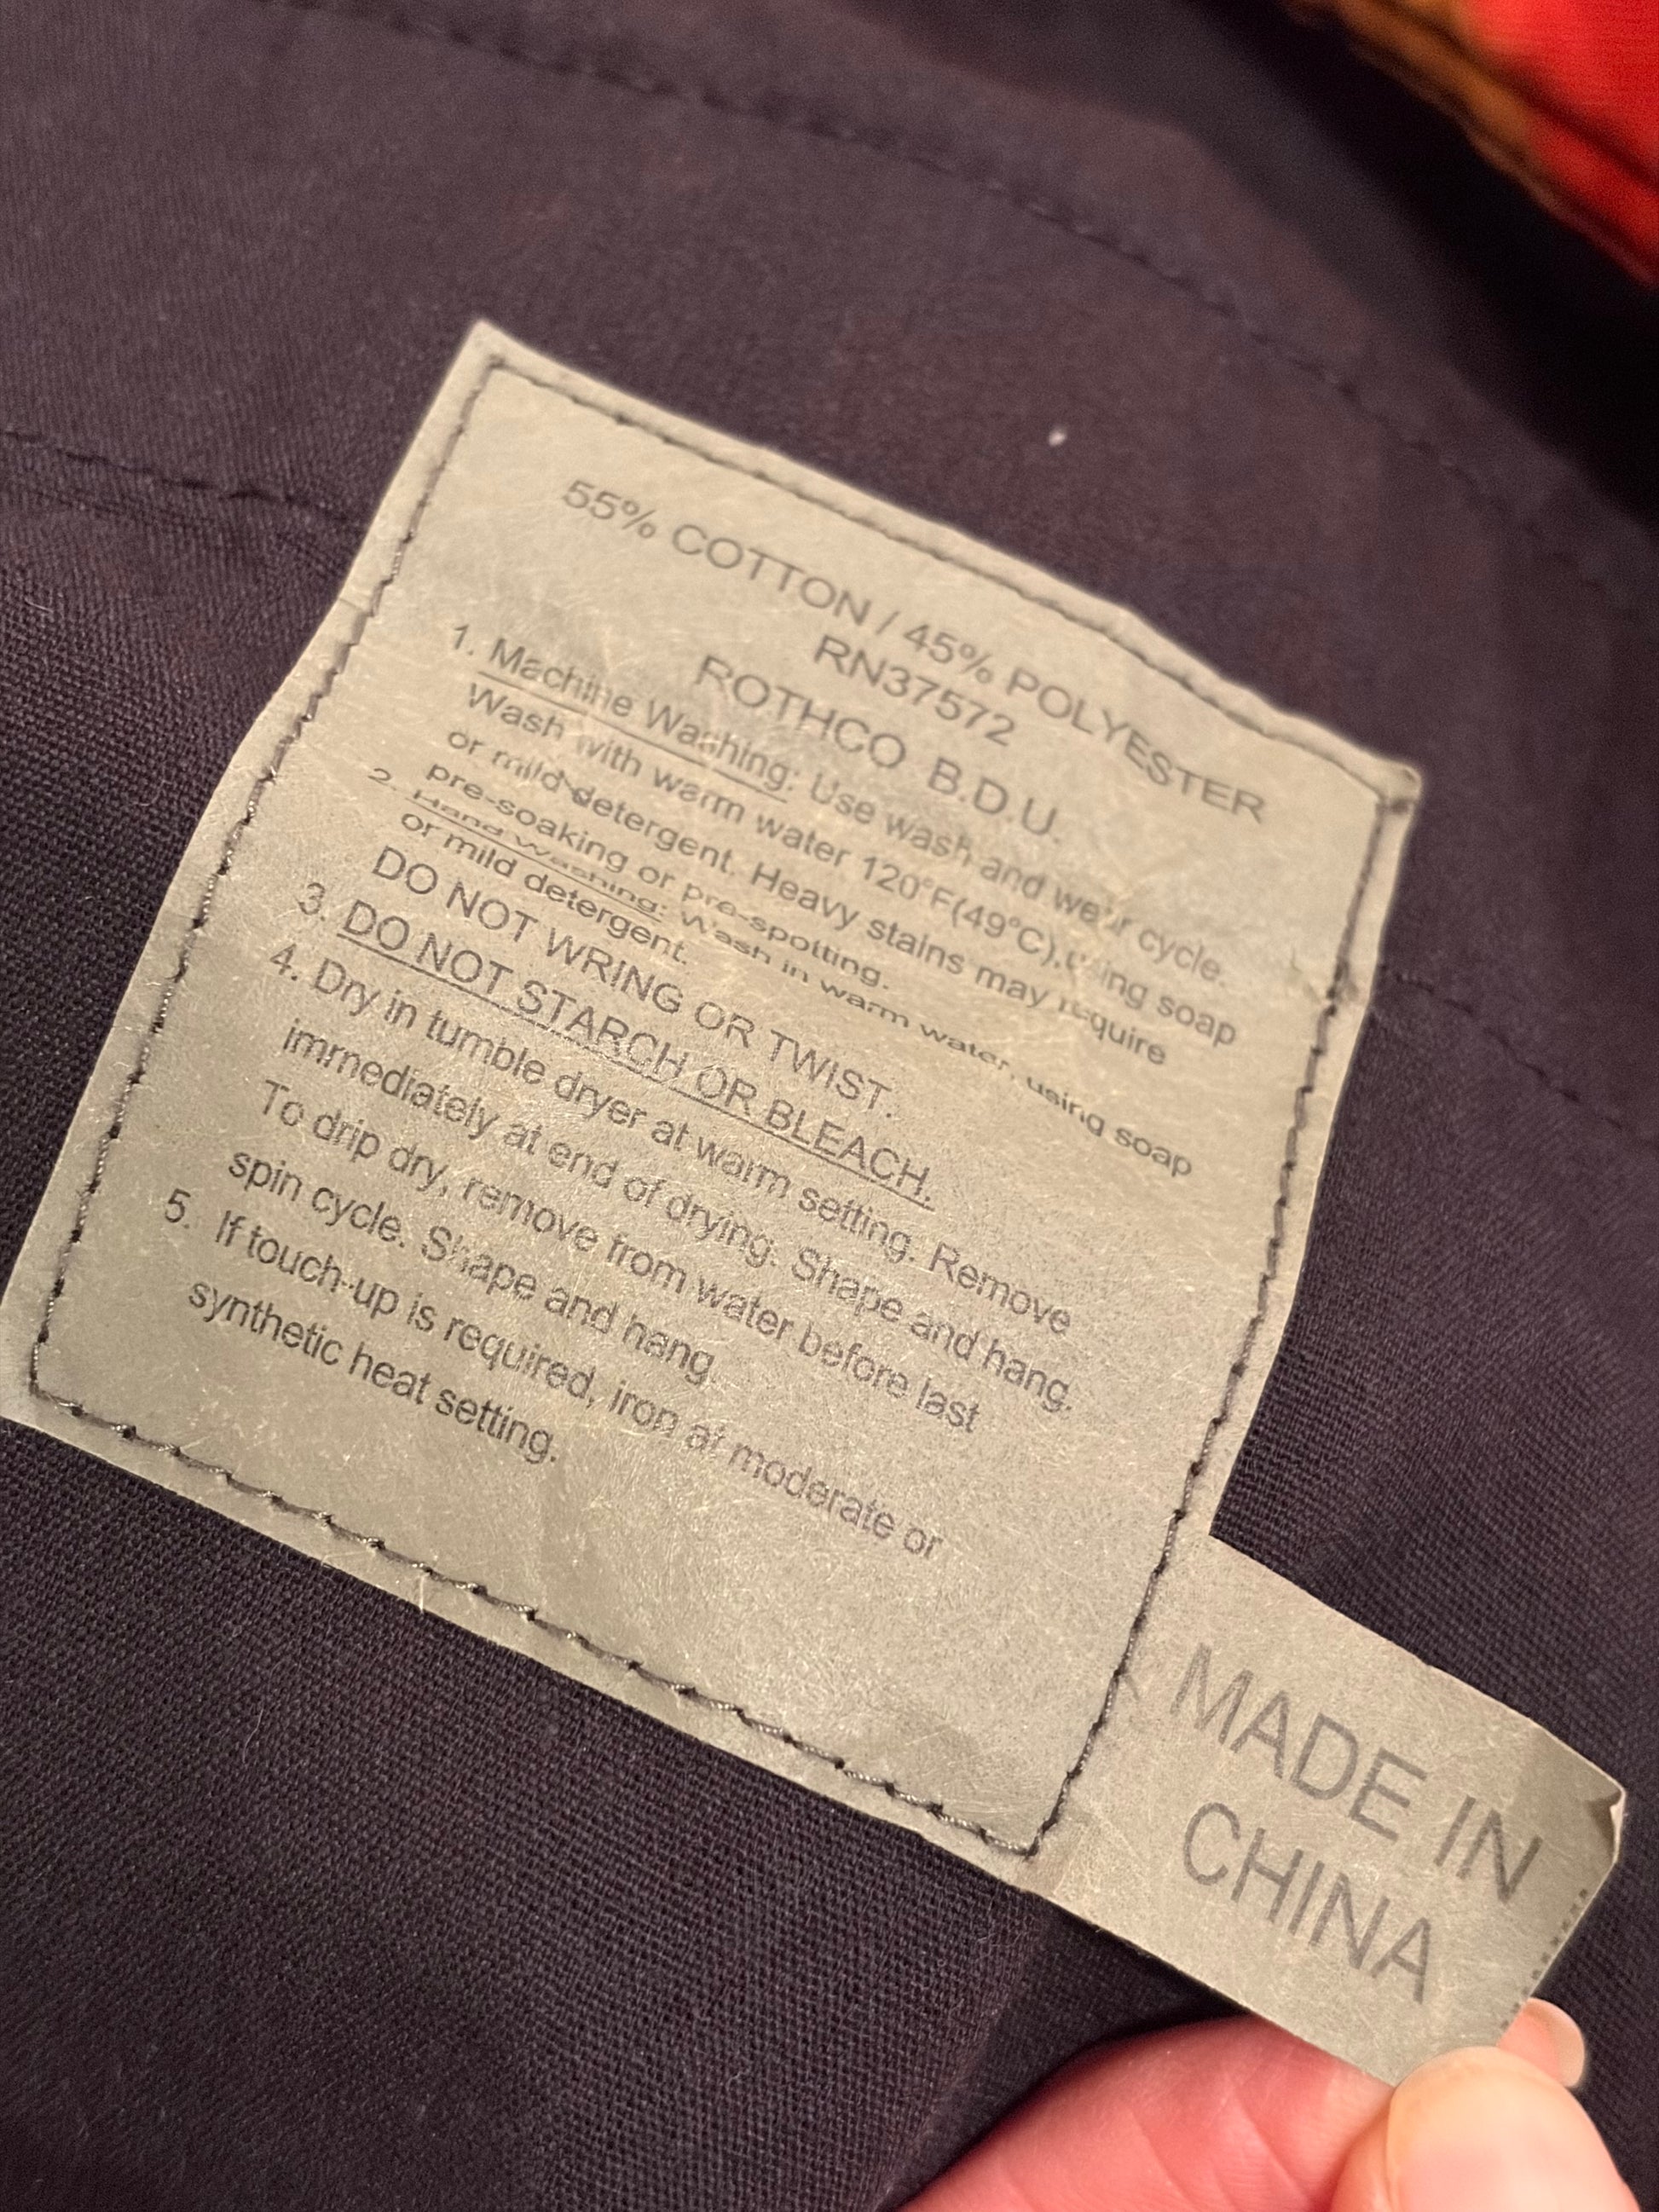 55% COTTON / 45% POLYESTER
RN37572
ROTHCO B.D.U.
1. Machine Washing: Use wash and wear cycle.
Wash with warm water 120°F(49°C),using soap
or mild detergent. Heavy stains may require
pre-soaking or pre-spotting.
2. Hand Washing: Wash in warm water, using soap
or mild detergent.
DO NOT WRING OR TWIST.
3. DO NOT STARCH OR BLEACH.
4. Dry in tumble dryer at warm setting. Remove
immediately at end of drying. Shape and hang.
To drip dry, remove from water before last
spin cycle. Shape and hang.
5. If touch-up is required, iron at moderate or
synthetic heat setting.
MADE IN
CHINA